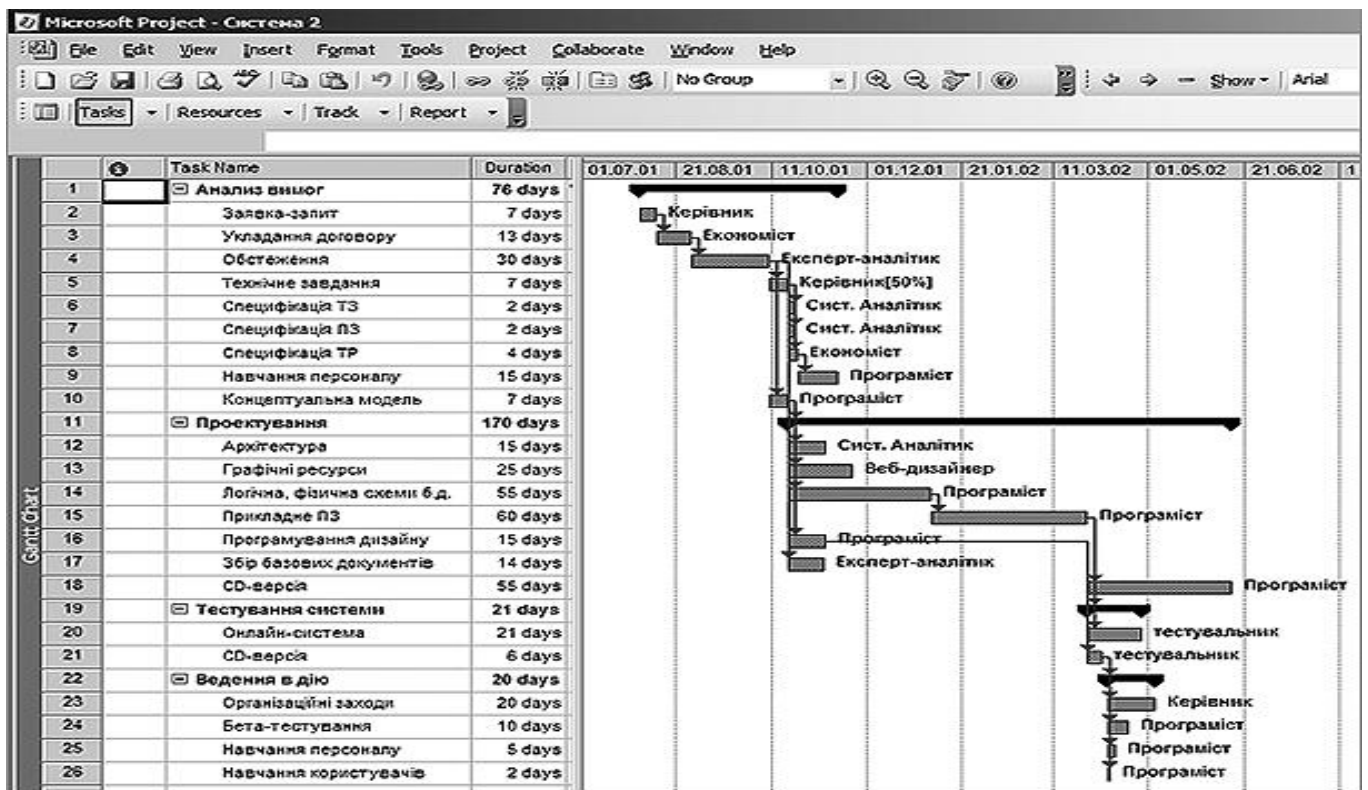 Microsoft Project - Система 2
File Edit View Insert Format Tools Project Collaborate Window Help
No Group Show Arial
Tasks Resources Track Report
Task Name Duration 01.07.01 21.08.01 11.10.01 01.12.01 21.01.02 11.03.02 01.05.02 21.06.02 1
1 Анализ вимог 76 days
2 Заявка-запит 7 days Керівник
3 Укладання договору 13 days Економіст
4 Обстеження 30 days Експерт-аналітик
5 Технічне завдання 7 days Керівник[50%]
6 Специфікація ТЗ 2 days Сист. Аналітик
7 Специфікація ПЗ 2 days Сист. Аналітик
8 Специфікація ТР 4 days Економіст
9 Навчання персоналу 15 days Програміст
10 Концептуальна модель 7 days Програміст
11 Проектування 170 days
12 Архітектура 15 days Сист. Аналітик
13 Графічні ресурси 25 days Веб-дизайнер
14 Логічна, фізична схеми б.д. 55 days Програміст
15 Прикладне ПЗ 60 days Програміст
16 Програмування дизайну 15 days Програміст
17 Збір базових документів 14 days Експерт-аналітик
18 CD-версія 55 days Програміст
19 Тестування системи 21 days
20 Онлайн-система 21 days тестувальник
21 CD-версія 6 days тестувальник
22 Ведення в дію 20 days
23 Організаційні заходи 20 days Керівник
24 Бета-тестування 10 days Програміст
25 Навчання персоналу 5 days Програміст
26 Навчання користувачів 2 days Програміст
Gantt Chart